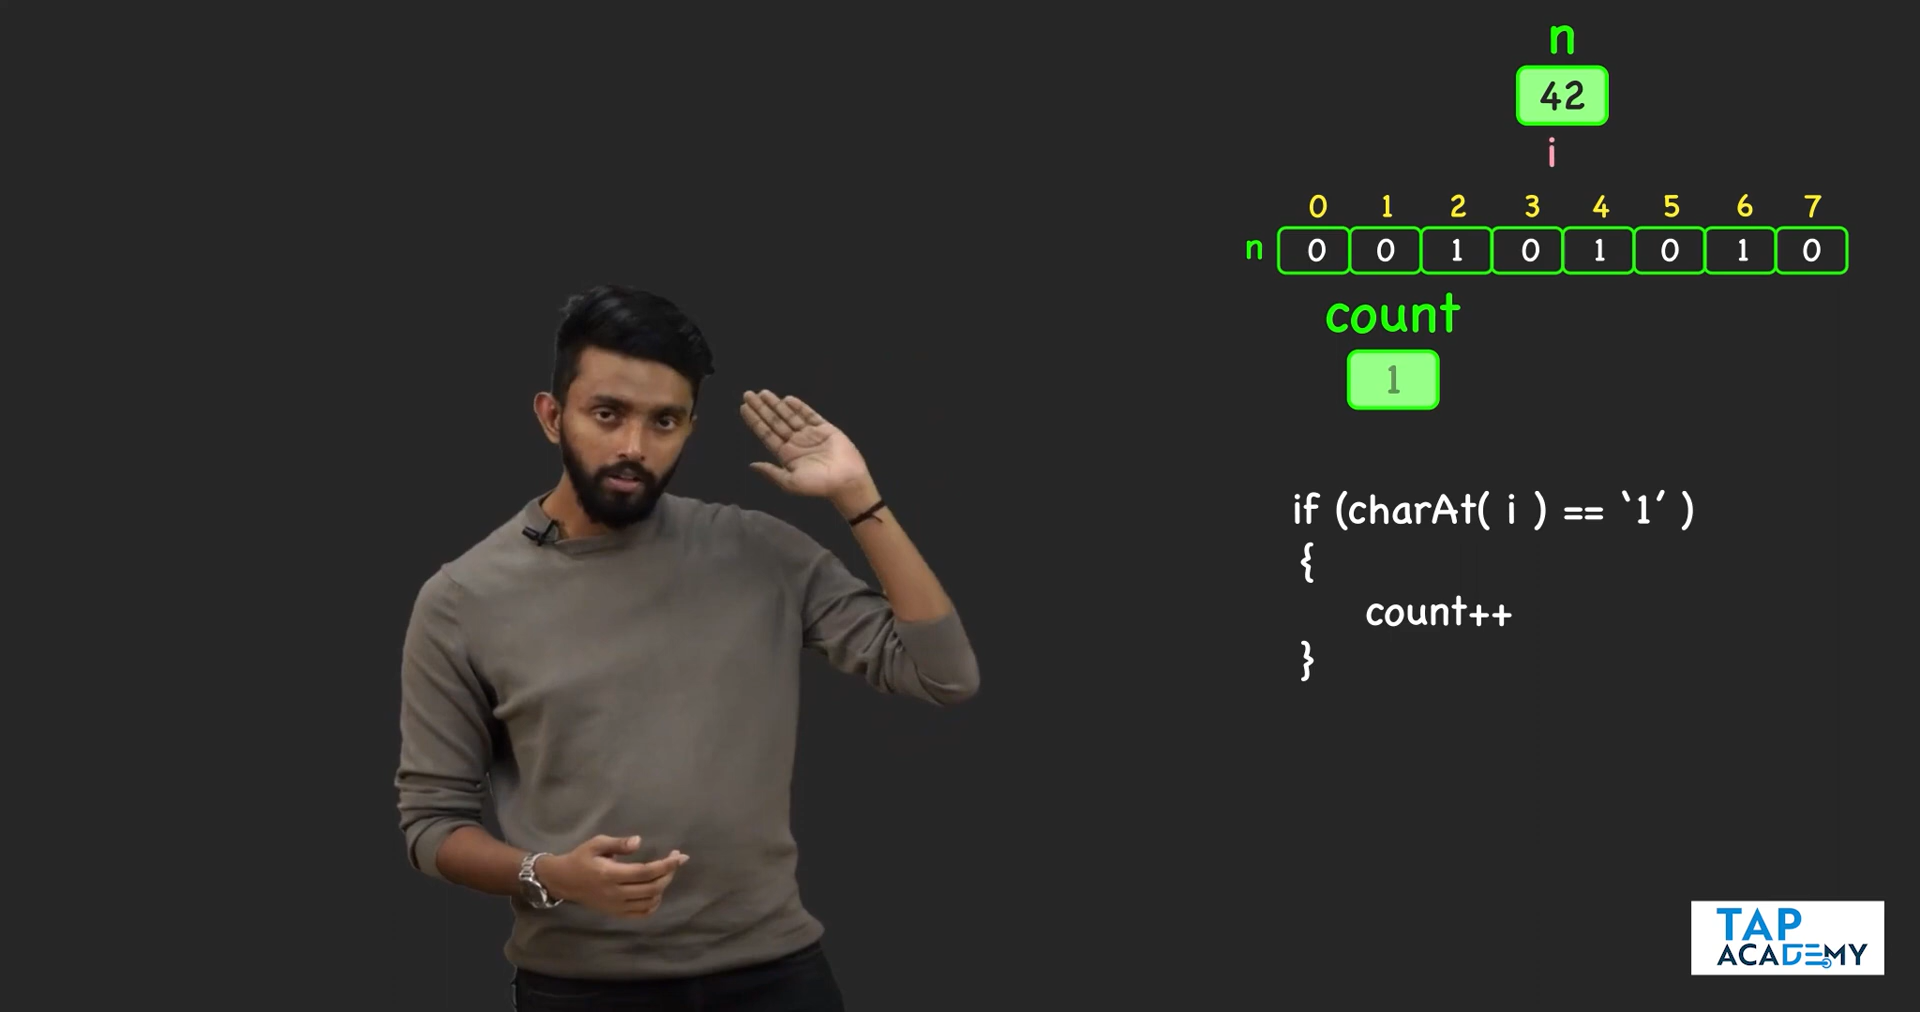 n
42
i
0 1 2 3 4 5 6 7
n 0 0 1 0 1 0 1 0
count
1
if (charAt( i ) == ‘1’ )
{
count++
}
TAP
ACADEMY